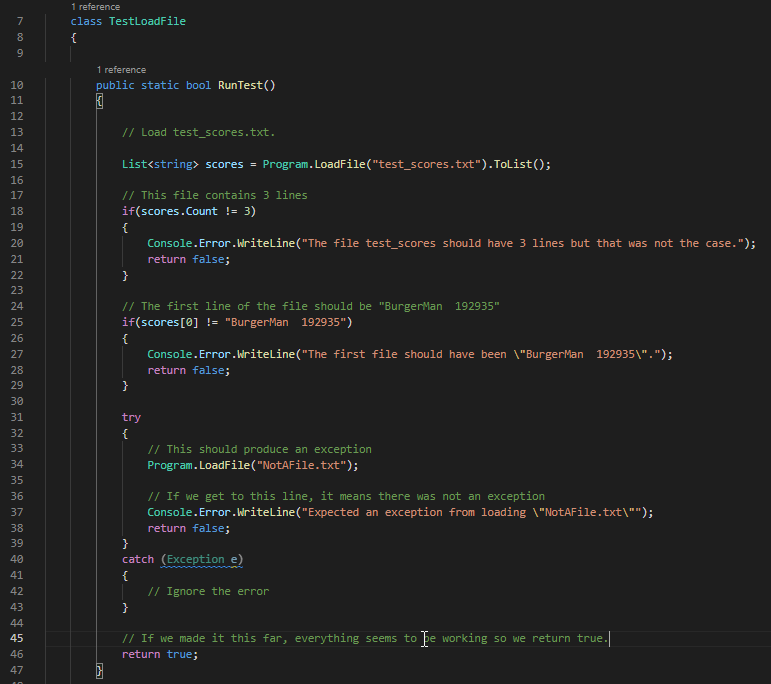 1 reference
7 class TestLoadFile
8 {
9
1 reference
10 public static bool RunTest()
11 {
12
13 // Load test_scores.txt.
14
15 List<string> scores = Program.LoadFile("test_scores.txt").ToList();
16
17 // This file contains 3 lines
18 if(scores.Count != 3)
19 {
20 Console.Error.WriteLine("The file test_scores should have 3 lines but that was not the case.");
21 return false;
22 }
23
24 // The first line of the file should be "BurgerMan  192935"
25 if(scores[0] != "BurgerMan  192935")
26 {
27 Console.Error.WriteLine("The first file should have been \"BurgerMan  192935\".");
28 return false;
29 }
30
31 try
32 {
33 // This should produce an exception
34 Program.LoadFile("NotAFile.txt");
35
36 // If we get to this line, it means there was not an exception
37 Console.Error.WriteLine("Expected an exception from loading \"NotAFile.txt\"");
38 return false;
39 }
40 catch (Exception e)
41 {
42 // Ignore the error
43 }
44
45 // If we made it this far, everything seems to be working so we return true.
46 return true;
47 }